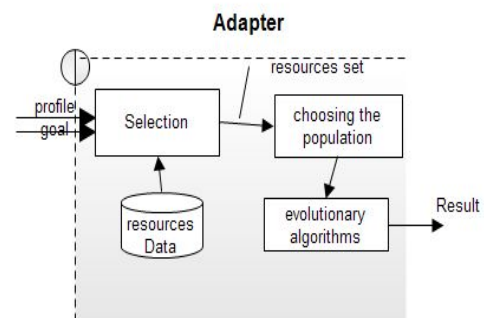 Adapter
resources set
profile
goal
Selection
choosing the
population
resources
Data
evolutionary
algorithms
Result